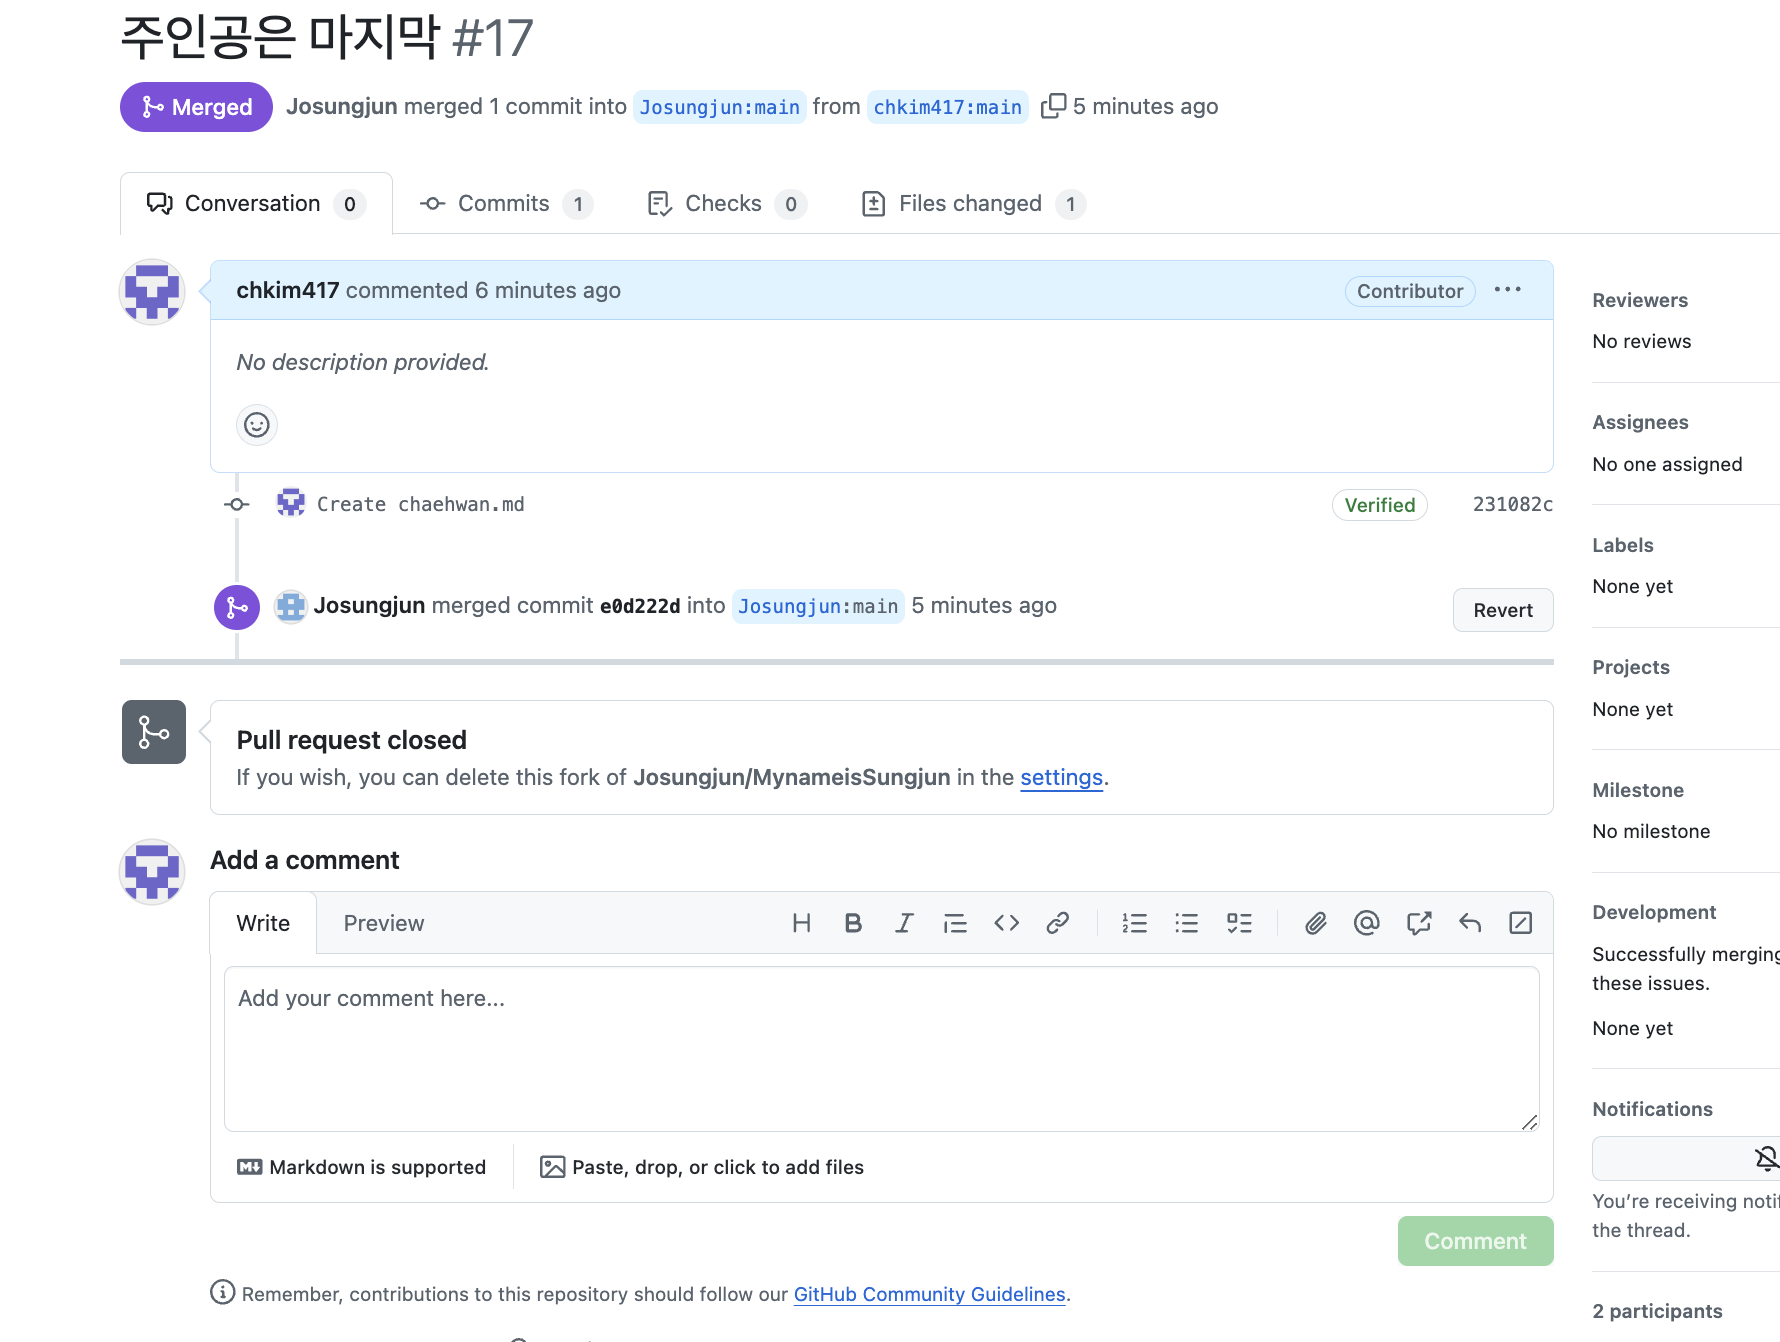 주인공은 마지막 #17
Merged Josungjun merged 1 commit into Josungjun:main from chkim417:main 5 minutes ago
Conversation 0 Commits 1 Checks 0 Files changed 1
chkim417 commented 6 minutes ago Contributor
No description provided.
Create chaehwan.md Verified 231082c
Josungjun merged commit e0d222d into Josungjun:main 5 minutes ago Revert
Pull request closed
If you wish, you can delete this fork of Josungjun/MynameisSungjun in the settings.
Add a comment
Write Preview
Add your comment here...
Markdown is supported Paste, drop, or click to add files
Comment
Remember, contributions to this repository should follow our GitHub Community Guidelines.
Reviewers
No reviews
Assignees
No one assigned
Labels
None yet
Projects
None yet
Milestone
No milestone
Development
Successfully merging
these issues.
None yet
Notifications
You're receiving notif
the thread.
2 participants